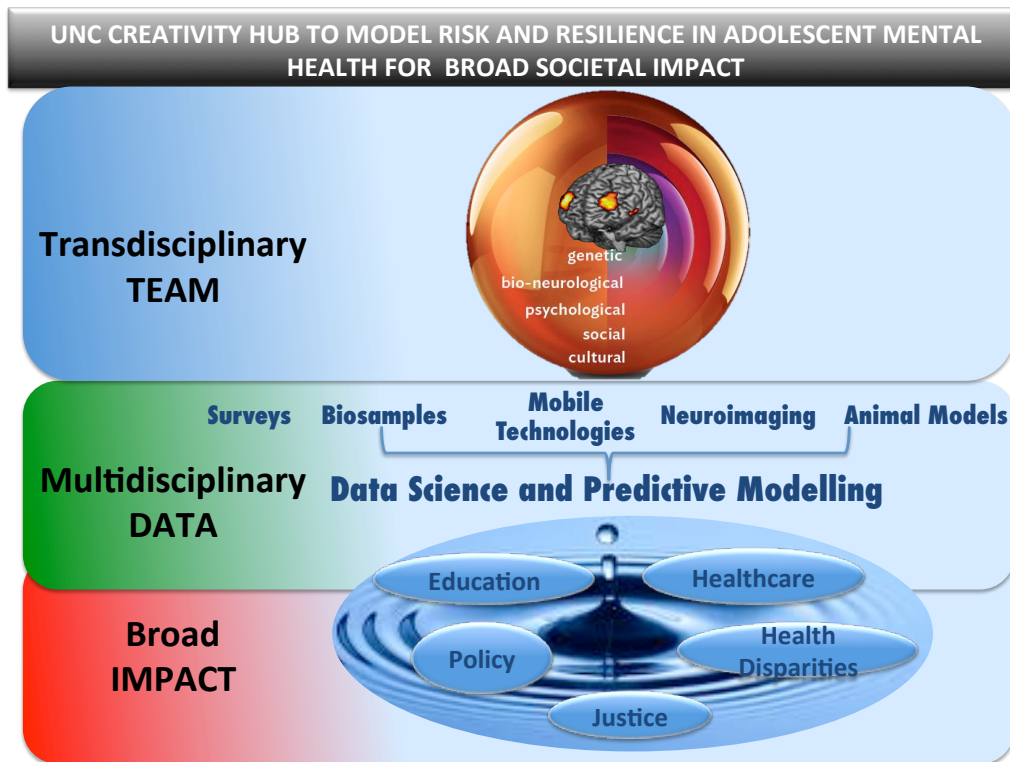 UNC CREATIVITY HUB TO MODEL RISK AND RESILIENCE IN ADOLESCENT MENTAL
HEALTH FOR BROAD SOCIETAL IMPACT
Transdisciplinary
TEAM
genetic
bio-neurological
psychological
social
cultural
Surveys
Biosamples
Mobile
Technologies
Neuroimaging
Animal Models
Multidisciplinary
DATA
Data Science and Predictive Modelling
Broad
IMPACT
Education
Healthcare
Policy
Health
Disparities
Justice